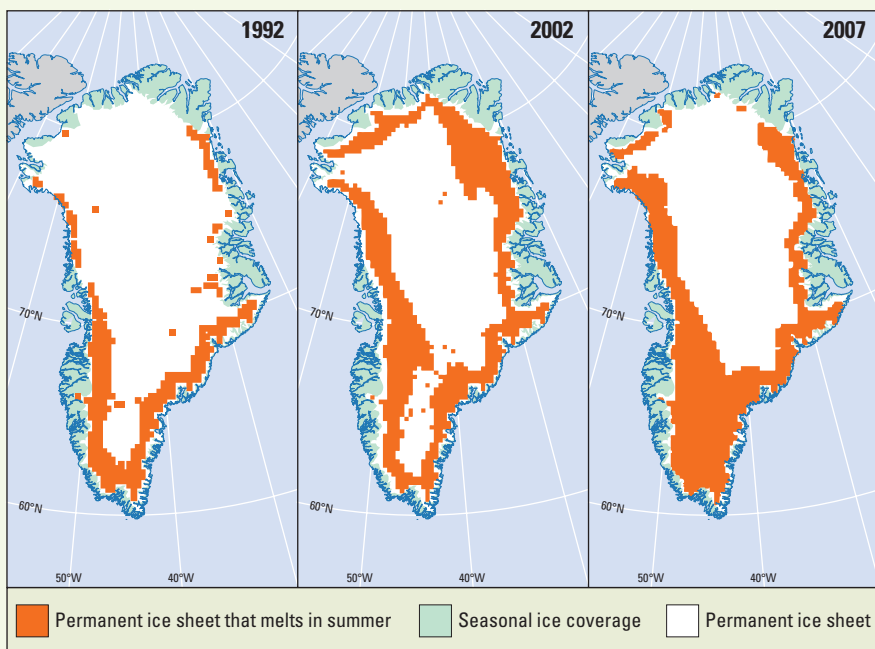 1992
2002
2007
70°N
70°N
70°N
60°N
60°N
60°N
50°W
40°W
50°W
40°W
50°W
40°W
Permanent ice sheet that melts in summer
Seasonal ice coverage
Permanent ice sheet